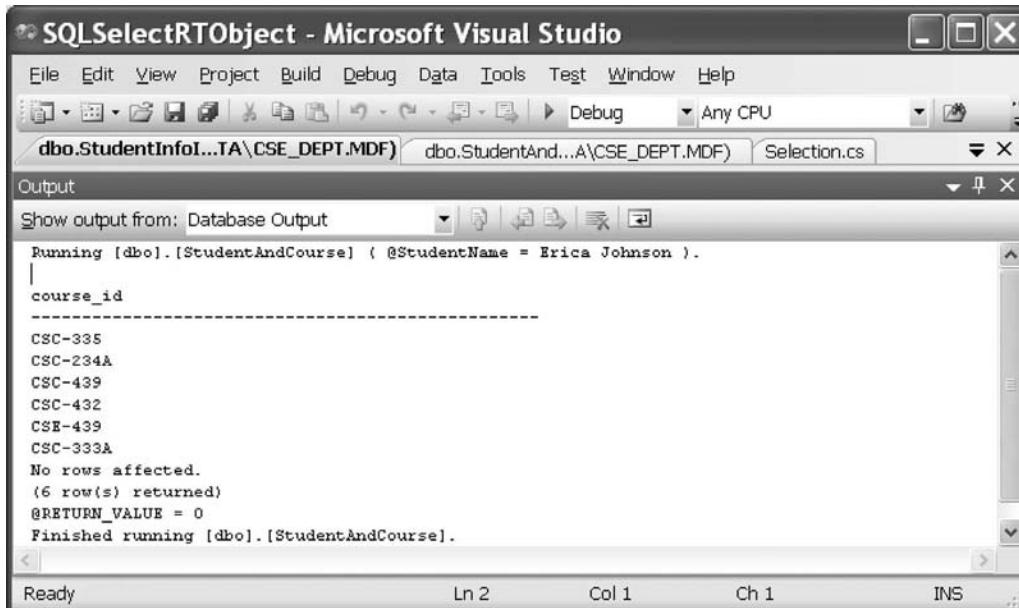 SQLSelectRTObject - Microsoft Visual Studio
File Edit View Project Build Debug Data Tools Test Window Help
Debug Any CPU
dbo.StudentInfoI...TA\CSE_DEPT.MDF) dbo.StudentAnd...A\CSE_DEPT.MDF) Selection.cs
Output
Show output from: Database Output
Running [dbo].[StudentAndCourse] ( @StudentName = Erica Johnson ).
course_id
--------------------------------------------------
CSC-335
CSC-234A
CSC-439
CSC-432
CSE-439
CSC-333A
No rows affected.
(6 row(s) returned)
@RETURN_VALUE = 0
Finished running [dbo].[StudentAndCourse].
Ready Ln 2 Col 1 Ch 1 INS